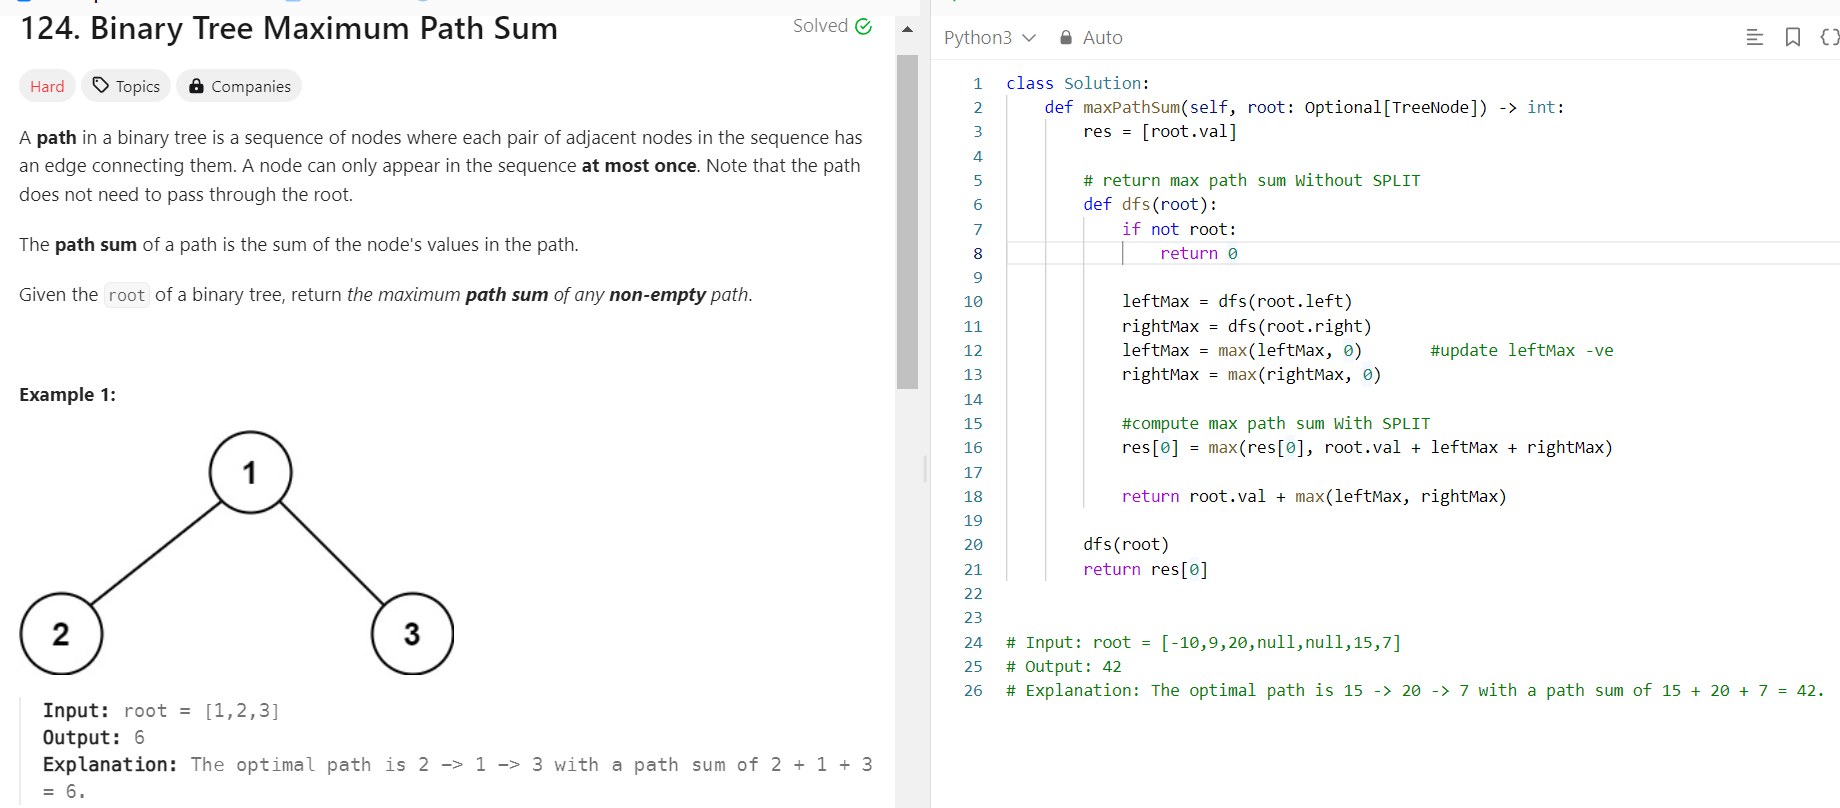 124. Binary Tree Maximum Path Sum
Solved
Hard
Topics
Companies
A path in a binary tree is a sequence of nodes where each pair of adjacent nodes in the sequence has
an edge connecting them. A node can only appear in the sequence at most once. Note that the path
does not need to pass through the root.
The path sum of a path is the sum of the node's values in the path.
Given the root of a binary tree, return the maximum path sum of any non-empty path.
Example 1:
1
2
3
Input: root = [1,2,3]
Output: 6
Explanation: The optimal path is 2 -> 1 -> 3 with a path sum of 2 + 1 + 3
= 6.
Python3
Auto
1 class Solution:
2     def maxPathSum(self, root: Optional[TreeNode]) -> int:
3         res = [root.val]
4
5         # return max path sum Without SPLIT
6         def dfs(root):
7             if not root:
8                 return 0
9
10             leftMax = dfs(root.left)
11             rightMax = dfs(root.right)
12             leftMax = max(leftMax, 0)       #update leftMax -ve
13             rightMax = max(rightMax, 0)
14
15             #compute max path sum With SPLIT
16             res[0] = max(res[0], root.val + leftMax + rightMax)
17
18             return root.val + max(leftMax, rightMax)
19
20         dfs(root)
21         return res[0]
22
23
24 # Input: root = [-10,9,20,null,null,15,7]
25 # Output: 42
26 # Explanation: The optimal path is 15 -> 20 -> 7 with a path sum of 15 + 20 + 7 = 42.